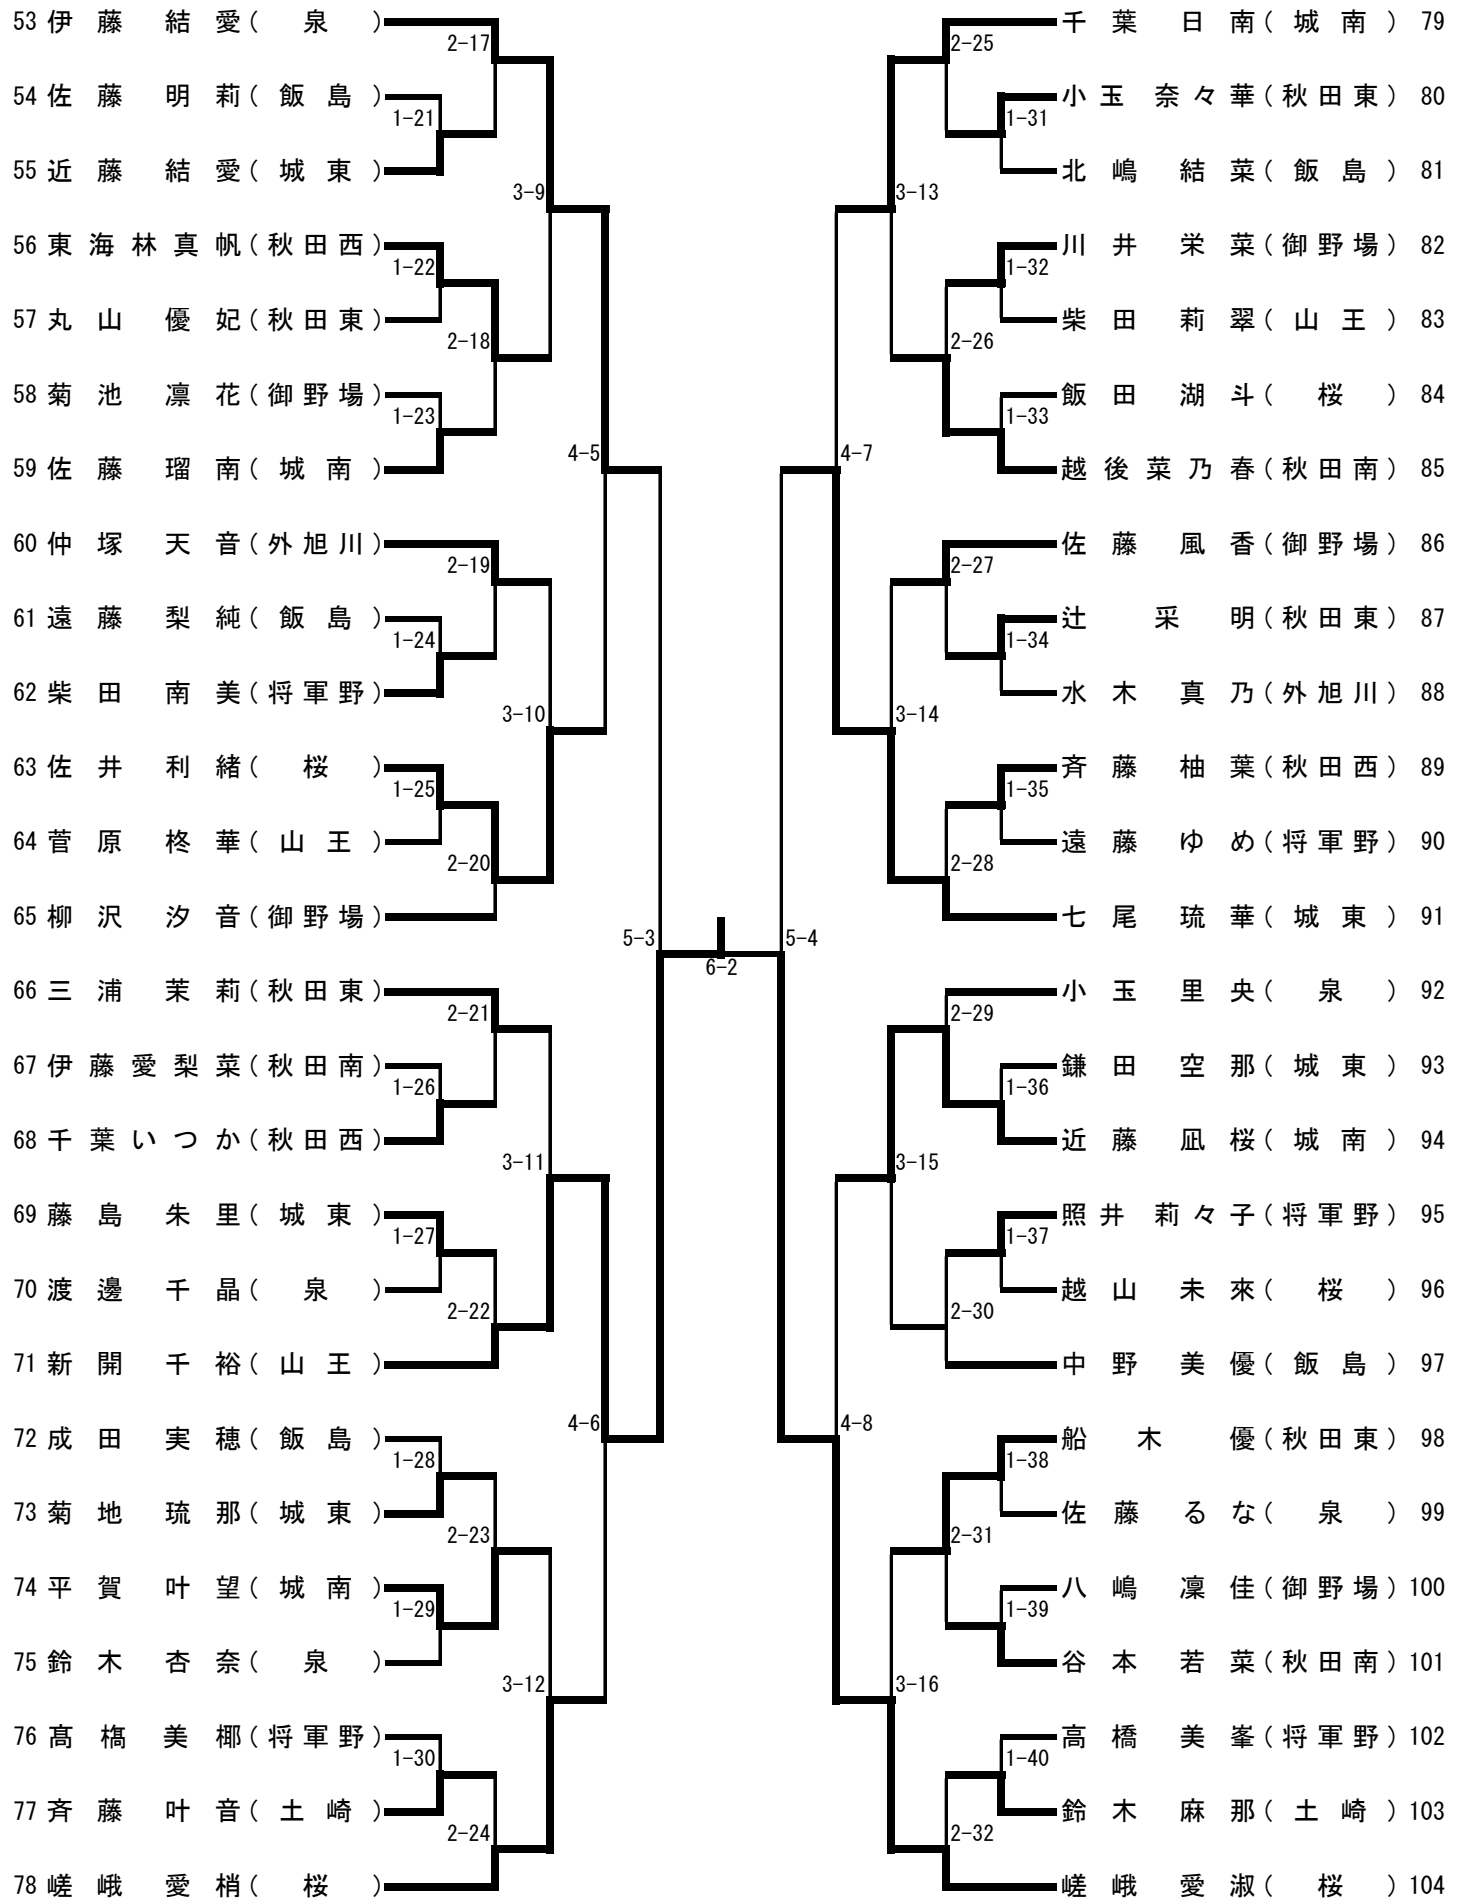 53 伊藤 結愛(泉)
2-17
54 佐藤 明莉(飯島)
1-21
55 近藤 結愛(城東)
3-9
56 東海林真帆(秋田西)
1-22
57 丸山 優妃(秋田東)
2-18
58 菊池 凛花(御野場)
1-23
59 佐藤 瑠南(城南)
4-5
60 仲塚 天音(外旭川)
2-19
61 遠藤 梨純(飯島)
1-24
62 柴田 南美(将軍野)
3-10
63 佐井 利緒(桜)
1-25
64 菅原 柊華(山王)
2-20
65 柳沢 汐音(御野場)
5-3
66 三浦 茉莉(秋田東)
2-21
67 伊藤愛梨菜(秋田南)
1-26
68 千葉いつか(秋田西)
3-11
69 藤島 朱里(城東)
1-27
70 渡邊 千晶(泉)
2-22
71 新開 千裕(山王)
4-6
72 成田 実穂(飯島)
1-28
73 菊地 琉那(城東)
2-23
74 平賀 叶望(城南)
1-29
75 鈴木 杏奈(泉)
3-12
76 髙橋 美椰(将軍野)
1-30
77 斉藤 叶音(土崎)
2-24
78 嵯峨 愛梢(桜)
6-2
千葉 日南(城南) 79
2-25
小玉 奈々華(秋田東) 80
1-31
北嶋 結菜(飯島) 81
3-13
川井 栄菜(御野場) 82
1-32
柴田 莉翠(山王) 83
2-26
飯田 湖斗(桜) 84
1-33
越後菜乃春(秋田南) 85
4-7
佐藤 風香(御野場) 86
2-27
辻 采明(秋田東) 87
1-34
水木 真乃(外旭川) 88
3-14
斉藤 柚葉(秋田西) 89
1-35
遠藤 ゆめ(将軍野) 90
2-28
七尾 琉華(城東) 91
5-4
小玉 里央(泉) 92
2-29
鎌田 空那(城東) 93
1-36
近藤 凪桜(城南) 94
3-15
照井 莉々子(将軍野) 95
1-37
越山 未來(桜) 96
2-30
中野 美優(飯島) 97
4-8
船木 優(秋田東) 98
1-38
佐藤 るな(泉) 99
2-31
八嶋 凜佳(御野場) 100
1-39
谷本 若菜(秋田南) 101
3-16
高橋 美峯(将軍野) 102
1-40
鈴木 麻那(土崎) 103
2-32
嵯峨 愛淑(桜) 104